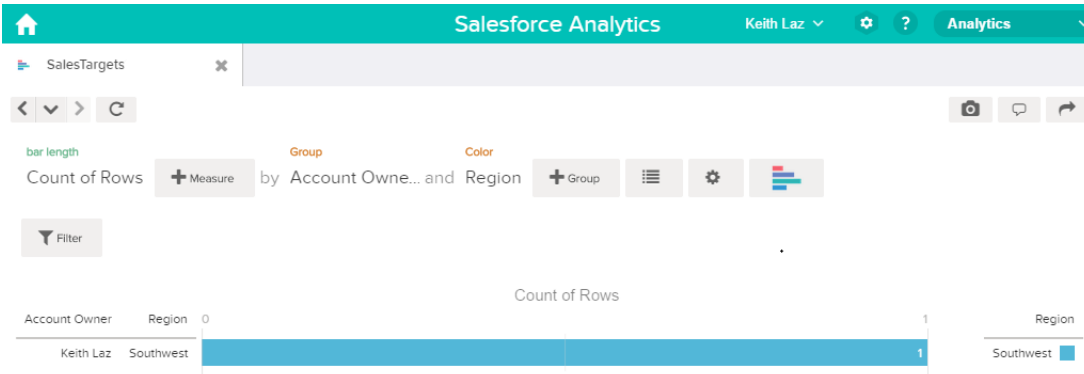 Salesforce Analytics Keith Laz ? Analytics
SalesTargets
bar length Group Color
Count of Rows + Measure by Account Owne... and Region + Group
Filter
Count of Rows
Account Owner Region 0 1 Region
Keith Laz Southwest 1 Southwest